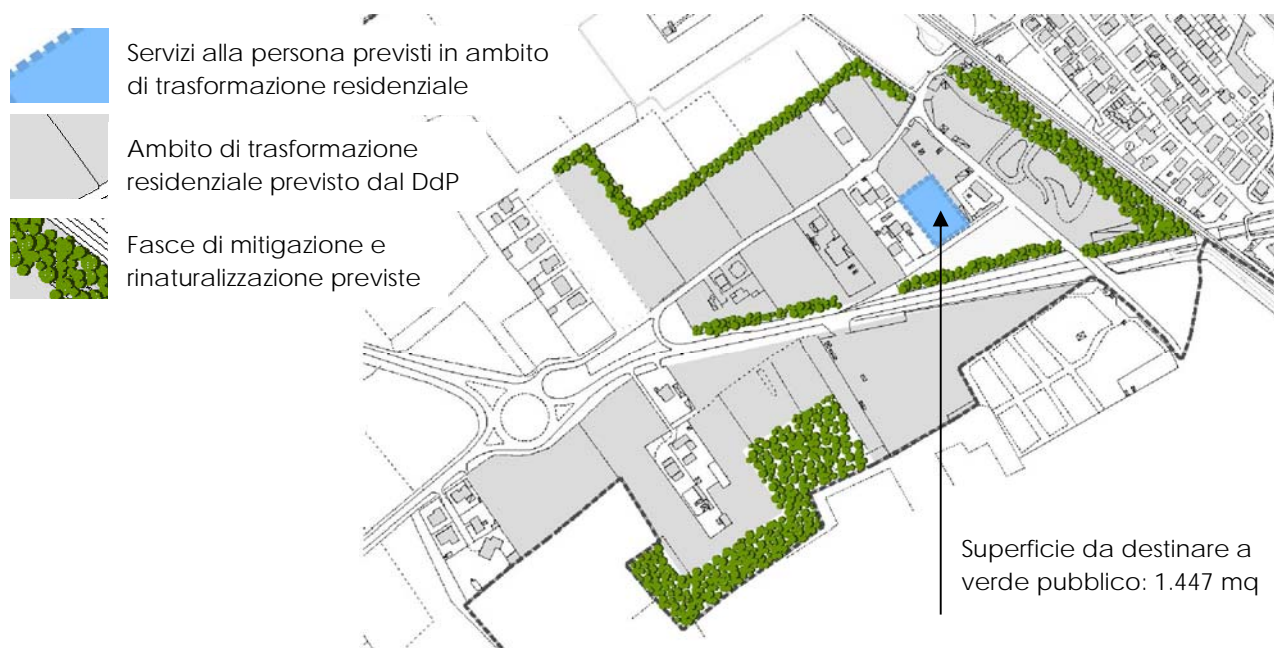 Servizi alla persona previsti in ambito
di trasformazione residenziale
Ambito di trasformazione
residenziale previsto dal DdP
Fasce di mitigazione e
rinaturalizzazione previste
Superficie da destinare a
verde pubblico: 1.447 mq